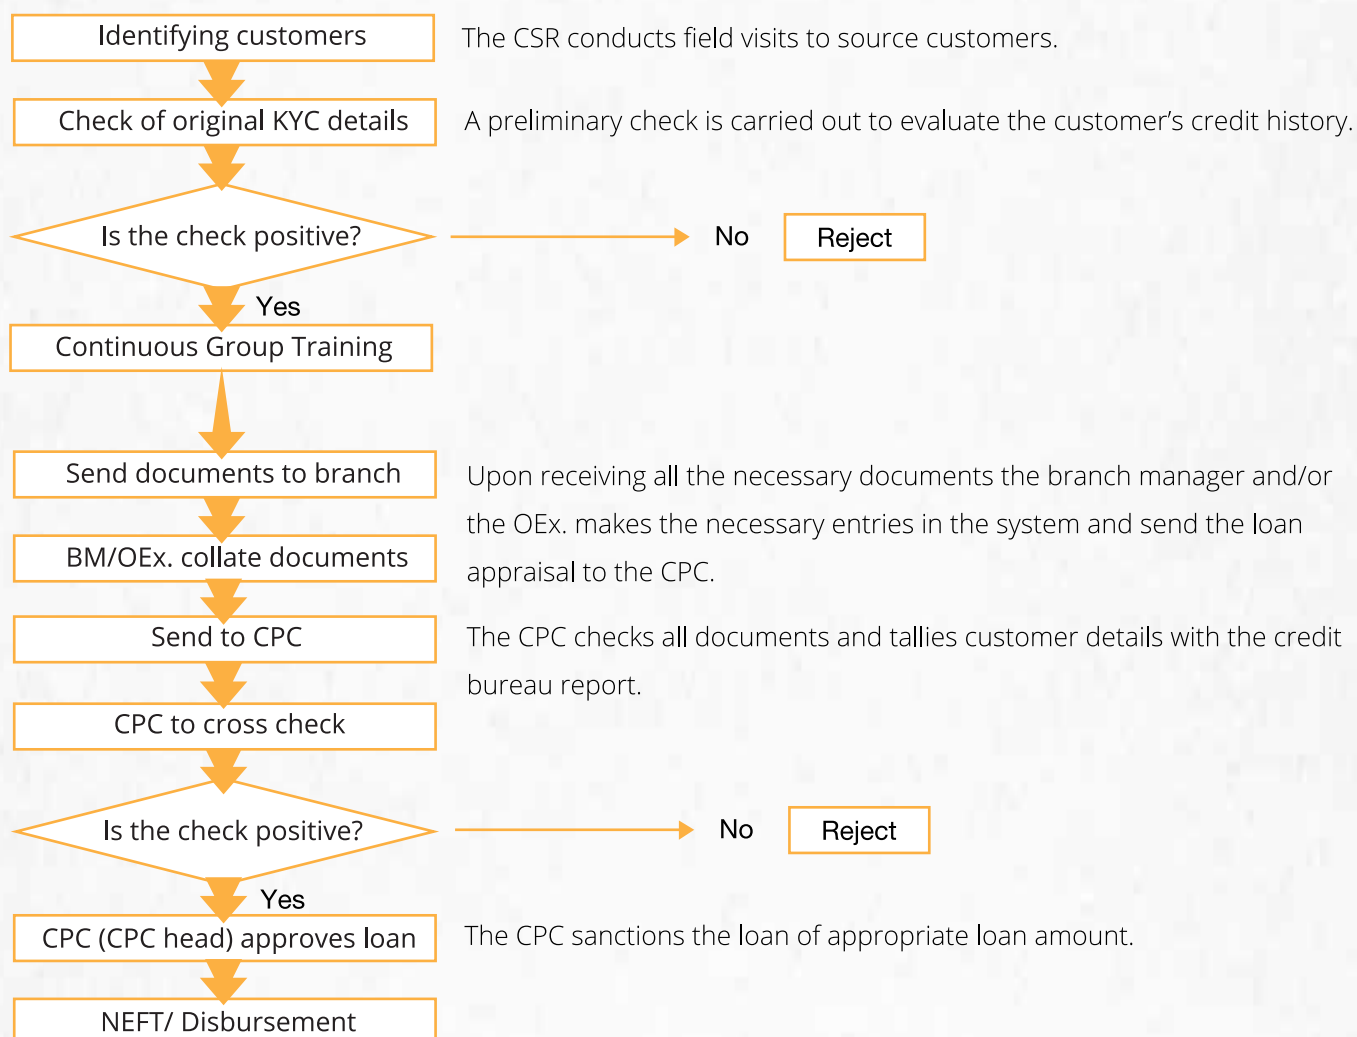 Identifying customers
The CSR conducts field visits to source customers.
Check of original KYC details
A preliminary check is carried out to evaluate the customer’s credit history.
Is the check positive?
No
Reject
Yes
Continuous Group Training
Send documents to branch
Upon receiving all the necessary documents the branch manager and/or
the OEx. makes the necessary entries in the system and send the loan
appraisal to the CPC.
BM/OEx. collate documents
Send to CPC
The CPC checks all documents and tallies customer details with the credit
bureau report.
CPC to cross check
Is the check positive?
No
Reject
Yes
CPC (CPC head) approves loan
The CPC sanctions the loan of appropriate loan amount.
NEFT/ Disbursement